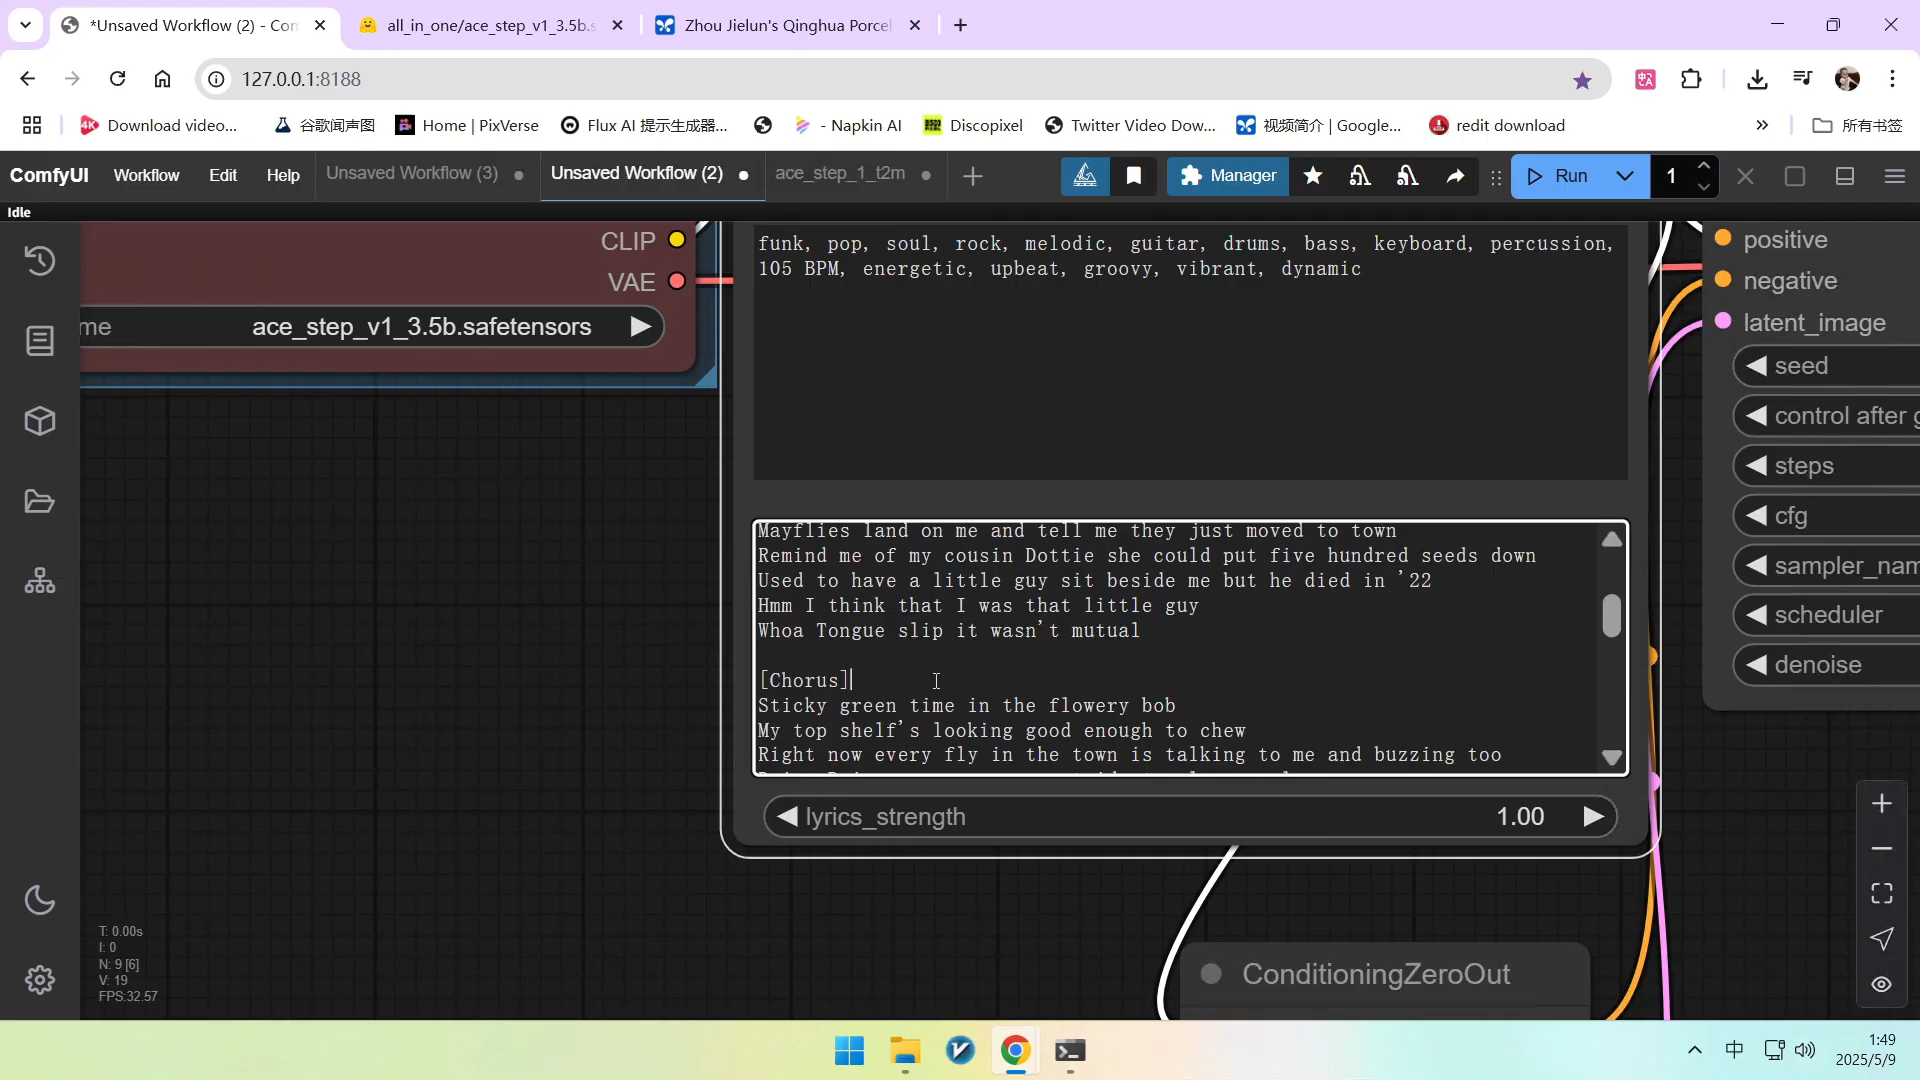 *Unsaved Workflow (2) - Con
all_in_one/ace_step_v1_3.5b.s
Zhou Jielun's Qinghua Porcel
127.0.0.1:8188
Download video...
谷歌闻声图
Home | PixVerse
Flux AI 提示生成器...
- Napkin AI
Discopixel
Twitter Video Dow...
视频简介 | Google...
redit download
所有书签
ComfyUI
Workflow
Edit
Help
Unsaved Workflow (3)
Unsaved Workflow (2)
ace_step_1_t2m
Manager
Run
1
Idle
CLIP
VAE
me
ace_step_v1_3.5b.safetensors
funk, pop, soul, rock, melodic, guitar, drums, bass, keyboard, percussion,
105 BPM, energetic, upbeat, groovy, vibrant, dynamic
Mayflies land on me and tell me they just moved to town
Remind me of my cousin Dottie she could put five hundred seeds down
Used to have a little guy sit beside me but he died in '22
Hmm I think that I was that little guy
Whoa Tongue slip it wasn't mutual
[Chorus]
Sticky green time in the flowery bob
My top shelf's looking good enough to chew
Right now every fly in the town is talking to me and buzzing too
lyrics_strength
1.00
positive
negative
latent_image
seed
control after g
steps
cfg
sampler_nam
scheduler
denoise
ConditioningZeroOut
T: 0.00s
I: 0
N: 9 [6]
V: 19
FPS:32.57
中
1:49
2025/5/9